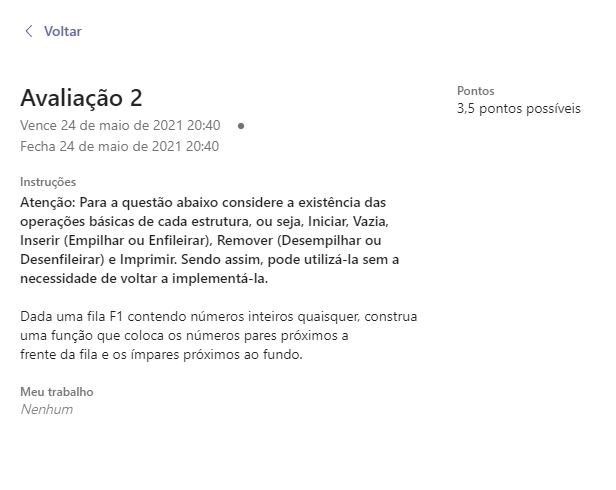 Voltar
Avaliação 2
Vence 24 de maio de 2021 20:40 •
Fecha 24 de maio de 2021 20:40
Pontos
3,5 pontos possíveis
Instruções
Atenção: Para a questão abaixo considere a existência das
operações básicas de cada estrutura, ou seja, Iniciar, Vazia,
Inserir (Empilhar ou Enfileirar), Remover (Desempilhar ou
Desenfileirar) e Imprimir. Sendo assim, pode utilizá-la sem a
necessidade de voltar a implementá-la.
Dada uma fila F1 contendo números inteiros quaisquer, construa
uma função que coloca os números pares próximos a
frente da fila e os ímpares próximos ao fundo.
Meu trabalho
Nenhum